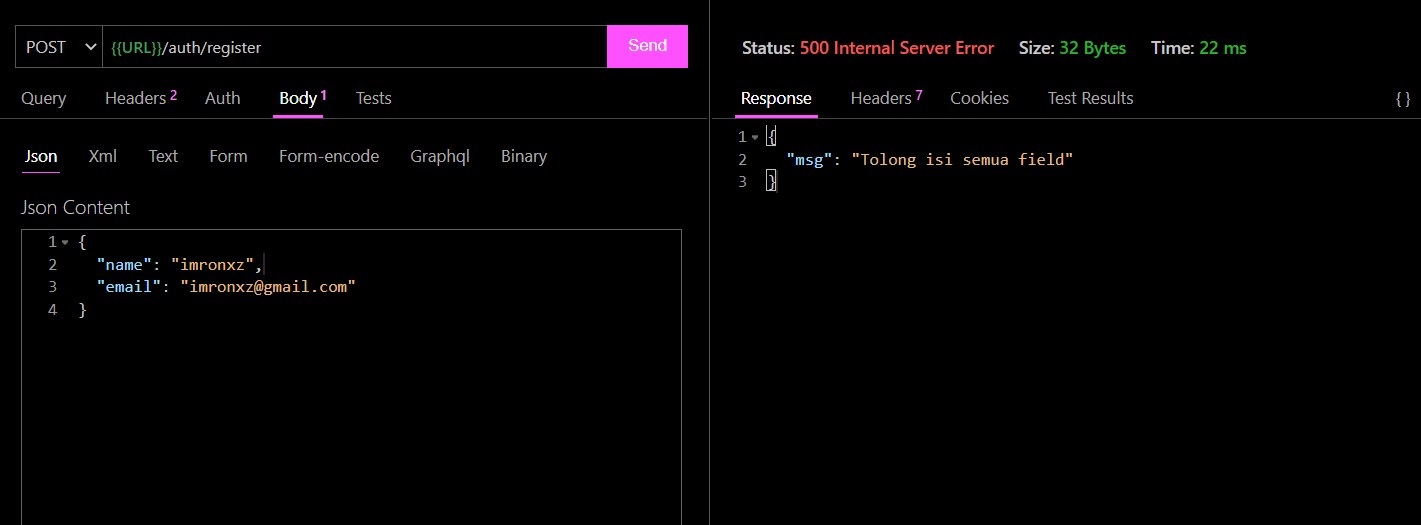 POST {{URL}}/auth/register Send
Query Headers 2 Auth Body 1 Tests
Json Xml Text Form Form-encode Graphql Binary
Json Content
1 {
2 "name": "imronxz",
3 "email": "imronxz@gmail.com"
4 }
Status: 500 Internal Server Error Size: 32 Bytes Time: 22 ms
Response Headers 7 Cookies Test Results {}
1 {
2 "msg": "Tolong isi semua field"
3 }